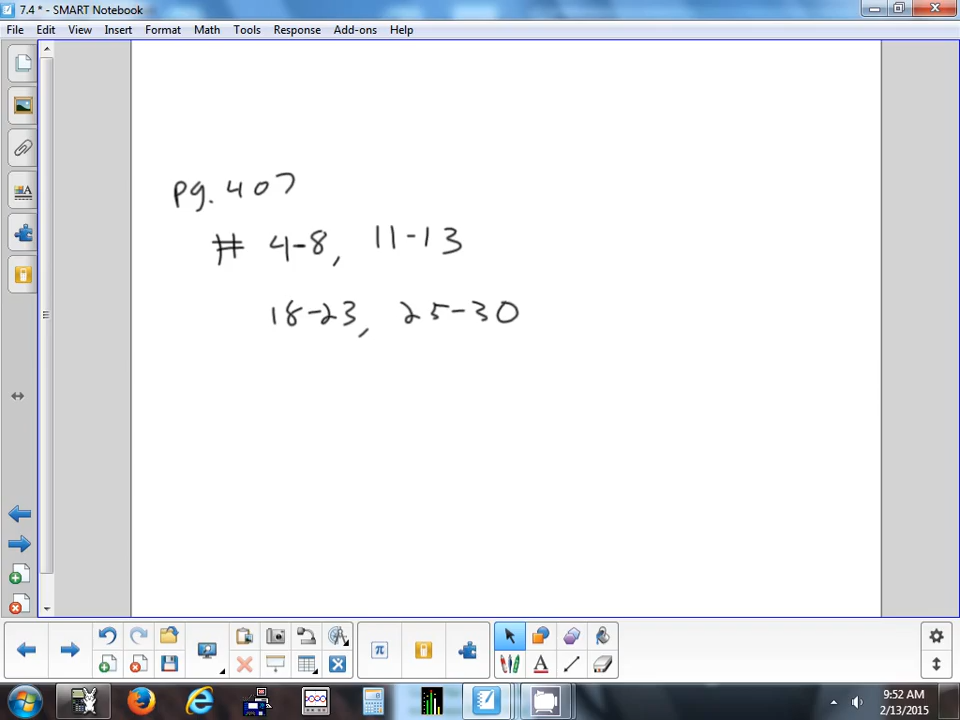 7.4 * - SMART Notebook
File Edit View Insert Format Math Tools Response Add-ons Help
pg. 407
# 4-8, 11-13
18-23, 25-30
9:52 AM
2/13/2015